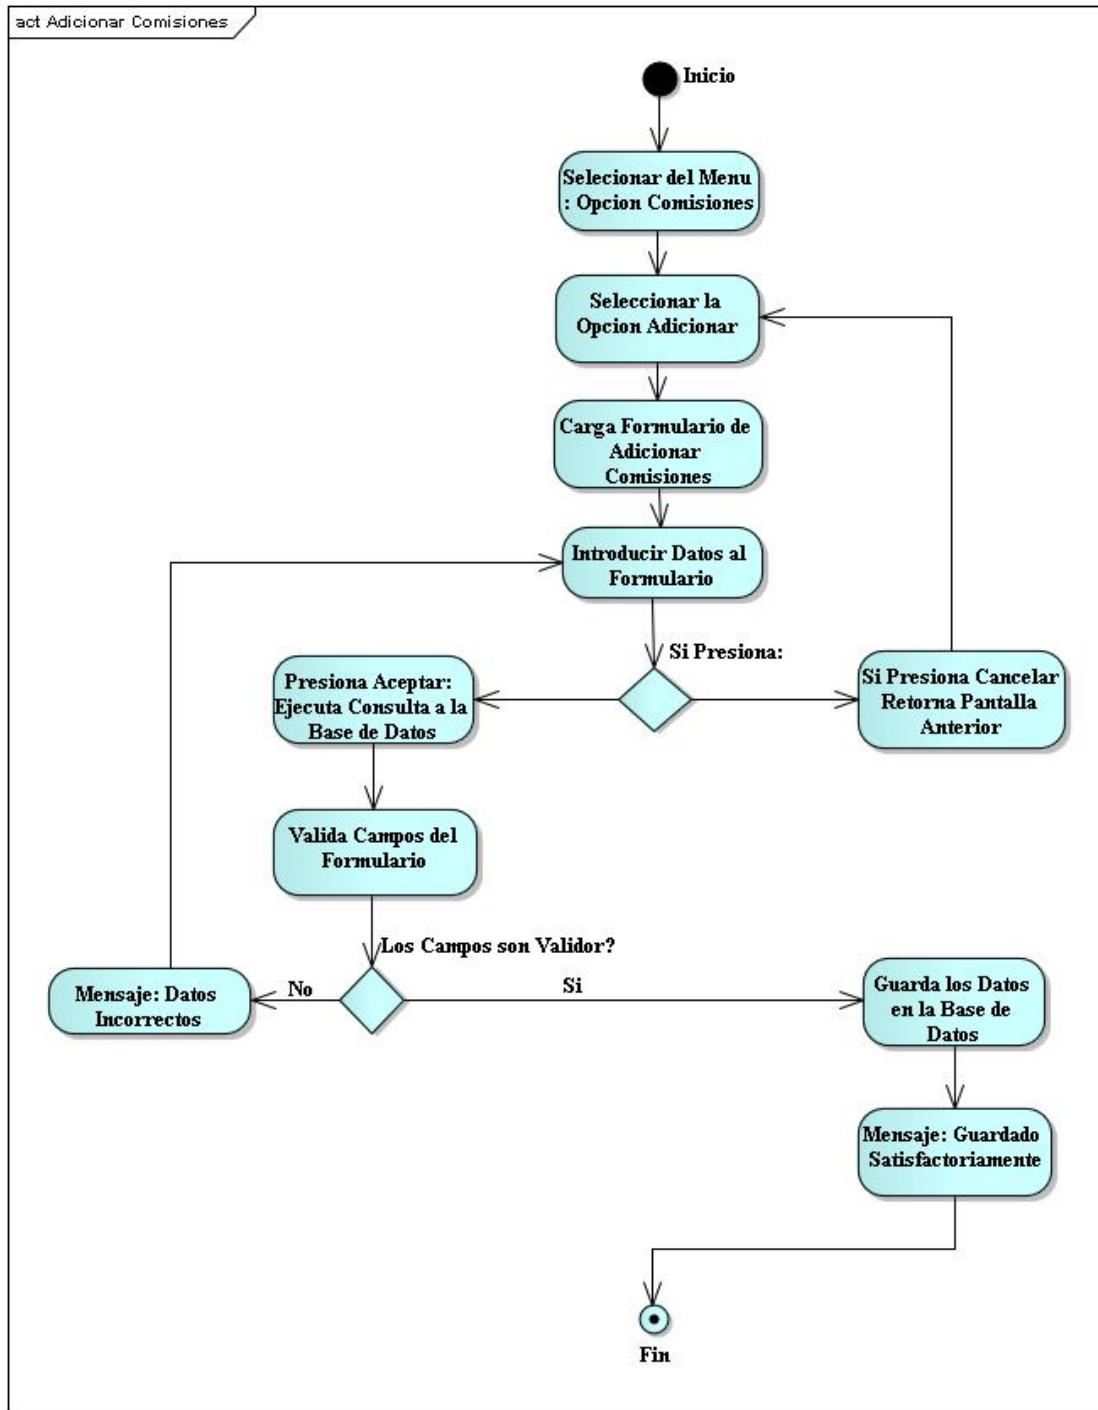 act Adicionar Comisiones
Inicio
Selecionar del Menu
: Opcion Comisiones
Seleccionar la
Opcion Adicionar
Carga Formulario de
Adicionar
Comisiones
Introducir Datos al
Formulario
Si Presiona:
Presiona Aceptar:
Ejecuta Consulta a la
Base de Datos
Si Presiona Cancelar
Retorna Pantalla
Anterior
Valida Campos del
Formulario
Los Campos son Validor?
No
Si
Mensaje: Datos
Incorrectos
Guarda los Datos
en la Base de
Datos
Mensaje: Guardado
Satisfactoriamente
Fin